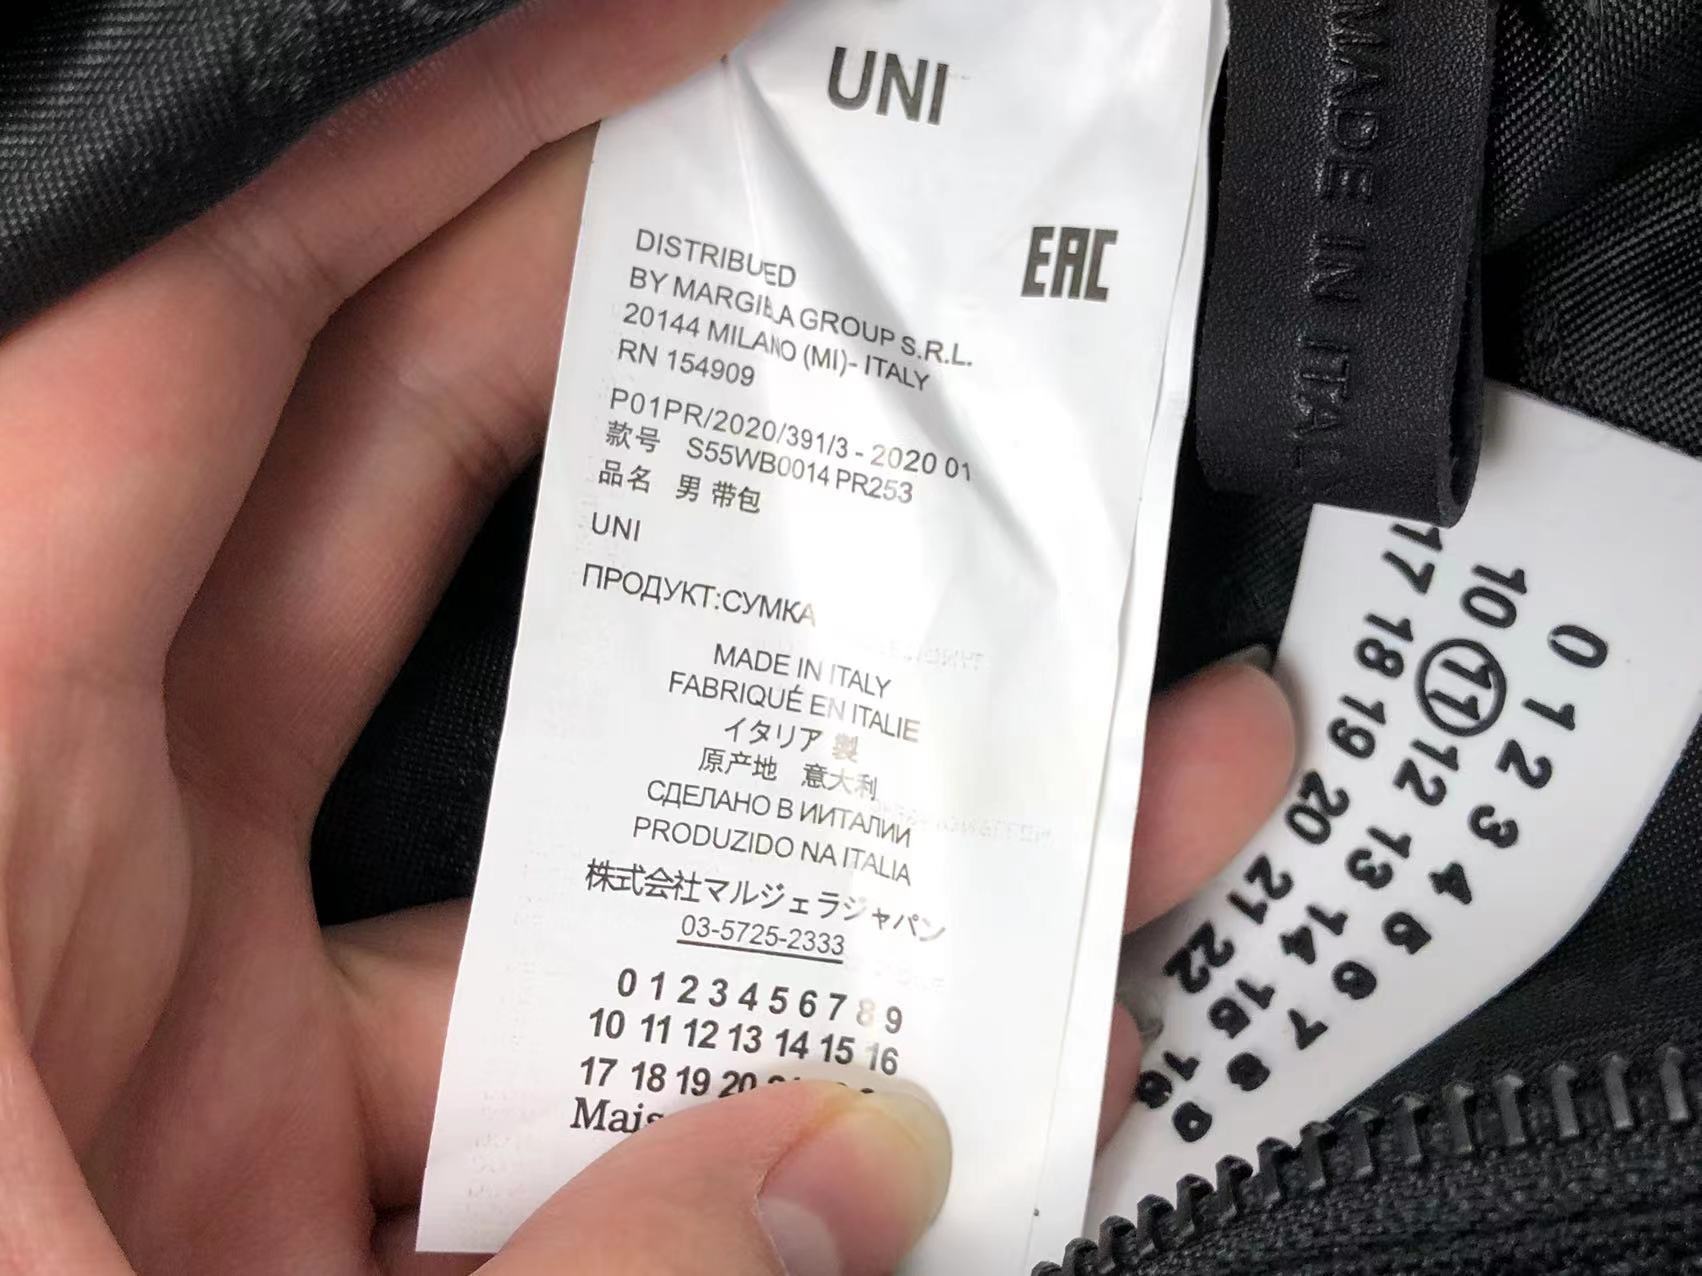 UNI
EAC
DISTRIBUED
BY MARGIELA GROUP S.R.L.
20144 MILANO (MI)- ITALY
RN 154909
P01PR/2020/391/3 - 2020 01
款号 S55WB0014 PR253
品名 男 带包
UNI
ПРОДУКТ:СУМКА
MADE IN ITALY
FABRIQUÉ EN ITALIE
イタリア 製
原产地 意大利
СДЕЛАНО В ИИТАЛИИ
PRODUZIDO NA ITALIA
株式会社マルジェラジャパン
03-5725-2333
0 1 2 3 4 5 6 7 8 9
10 11 12 13 14 15 16
17 18 19 20
MADE IN ITAL
0 1 2 3 4 5 6 7 8 9
10 11 12 13 14 15 16
17 18 19 20 21 22